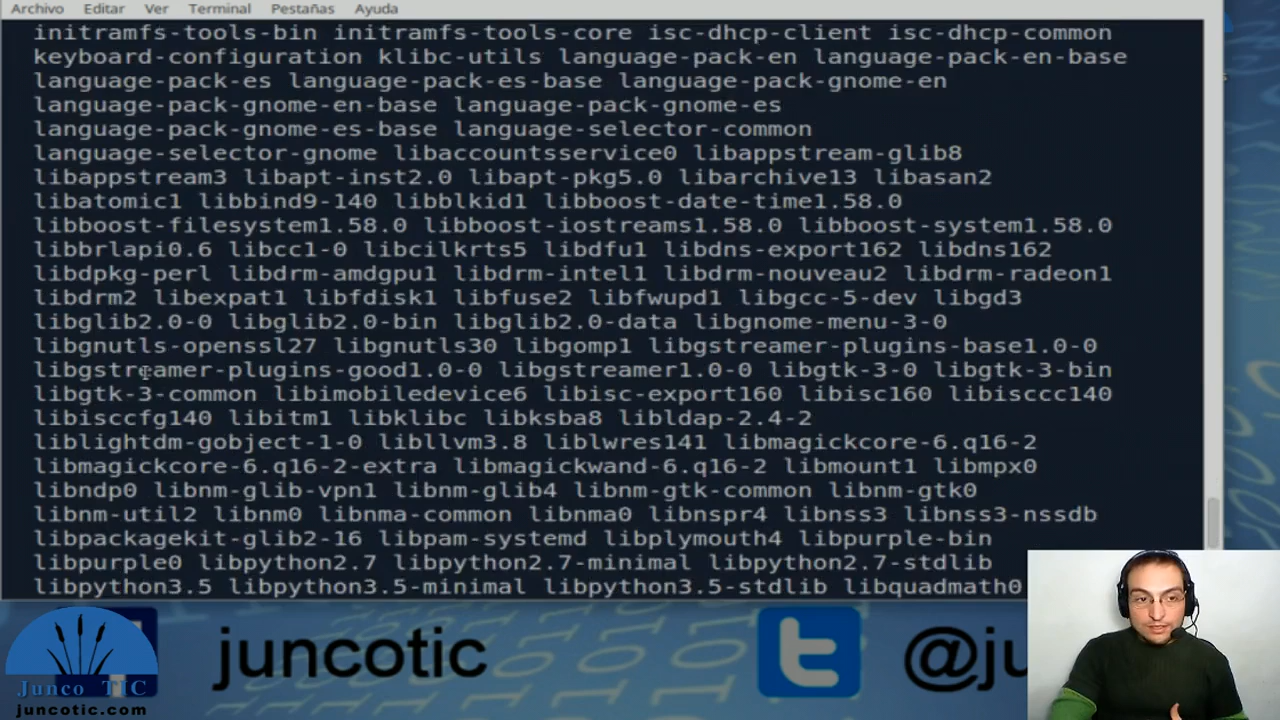 Archivo Editar Ver Terminal Pestañas Ayuda
initramfs-tools-bin initramfs-tools-core isc-dhcp-client isc-dhcp-common
keyboard-configuration klibc-utils language-pack-en language-pack-en-base
language-pack-es language-pack-es-base language-pack-gnome-en
language-pack-gnome-en-base language-pack-gnome-es
language-pack-gnome-es-base language-selector-common
language-selector-gnome libaccountsservice0 libappstream-glib8
libappstream3 libapt-inst2.0 libapt-pkg5.0 libarchive13 libasan2
libatomic1 libbind9-140 libblkid1 libboost-date-time1.58.0
libboost-filesystem1.58.0 libboost-iostreams1.58.0 libboost-system1.58.0
libbrlapi0.6 libcc1-0 libcilkrts5 libdfu1 libdns-export162 libdns162
libdpkg-perl libdrm-amdgpu1 libdrm-intel1 libdrm-nouveau2 libdrm-radeon1
libdrm2 libexpat1 libfdisk1 libfuse2 libfwupd1 libgcc-5-dev libgd3
libglib2.0-0 libglib2.0-bin libglib2.0-data libgnome-menu-3-0
libgnutls-openssl27 libgnutls30 libgomp1 libgstreamer-plugins-base1.0-0
libgstreamer-plugins-good1.0-0 libgstreamer1.0-0 libgtk-3-0 libgtk-3-bin
libgtk-3-common libimobiledevice6 libisc-export160 libisc160 libisccc140
libisccfg140 libitm1 libklibc libksba8 libldap-2.4-2
liblightdm-gobject-1-0 libllvm3.8 liblwres141 libmagickcore-6.q16-2
libmagickcore-6.q16-2-extra libmagickwand-6.q16-2 libmount1 libmpx0
libndp0 libnm-glib-vpn1 libnm-glib4 libnm-gtk-common libnm-gtk0
libnm-util2 libnm0 libnma-common libnma0 libnspr4 libnss3 libnss3-nssdb
libpackagekit-glib2-16 libpam-systemd libplymouth4 libpurple-bin
libpurple0 libpython2.7 libpython2.7-minimal libpython2.7-stdlib
libpython3.5 libpython3.5-minimal libpython3.5-stdlib libquadmath0
juncotic @ju
Junco TIC
juncotic.com